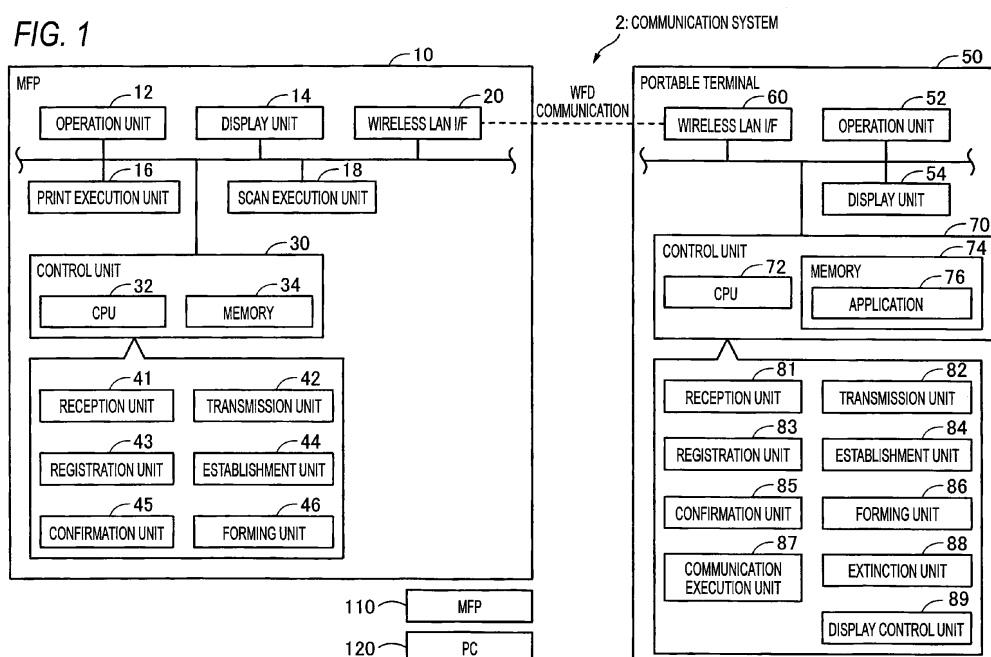 FIG. 1
2: COMMUNICATION SYSTEM
10
MFP
12
OPERATION UNIT
14
DISPLAY UNIT
20
WIRELESS LAN I/F
16
PRINT EXECUTION UNIT
18
SCAN EXECUTION UNIT
30
CONTROL UNIT
32
CPU
34
MEMORY
41
RECEPTION UNIT
42
TRANSMISSION UNIT
43
REGISTRATION UNIT
44
ESTABLISHMENT UNIT
45
CONFIRMATION UNIT
46
FORMING UNIT
WFD
COMMUNICATION
50
PORTABLE TERMINAL
60
WIRELESS LAN I/F
52
OPERATION UNIT
54
DISPLAY UNIT
70
CONTROL UNIT
72
CPU
74
MEMORY
76
APPLICATION
81
RECEPTION UNIT
82
TRANSMISSION UNIT
83
REGISTRATION UNIT
84
ESTABLISHMENT UNIT
85
CONFIRMATION UNIT
86
FORMING UNIT
87
COMMUNICATION
EXECUTION UNIT
88
EXTINCTION UNIT
89
DISPLAY CONTROL UNIT
110
MFP
120
PC